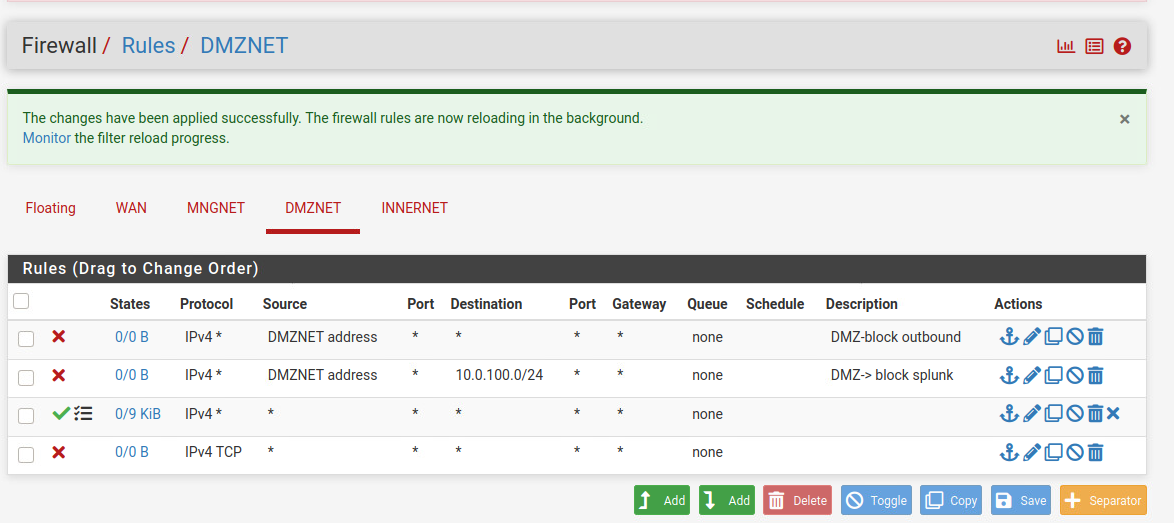 Firewall / Rules / DMZNET
The changes have been applied successfully. The firewall rules are now reloading in the background.
Monitor the filter reload progress.
×
Floating WAN MNGNET DMZNET INNERNET
Rules (Drag to Change Order)
States Protocol Source Port Destination Port Gateway Queue Schedule Description Actions
0/0 B IPv4 * DMZNET address * * * * none DMZ-block outbound
0/0 B IPv4 * DMZNET address * 10.0.100.0/24 * * none DMZ-> block splunk
0/9 KiB IPv4 * * * * * * none
0/0 B IPv4 TCP * * * * * none
Add Add Delete Toggle Copy Save Separator